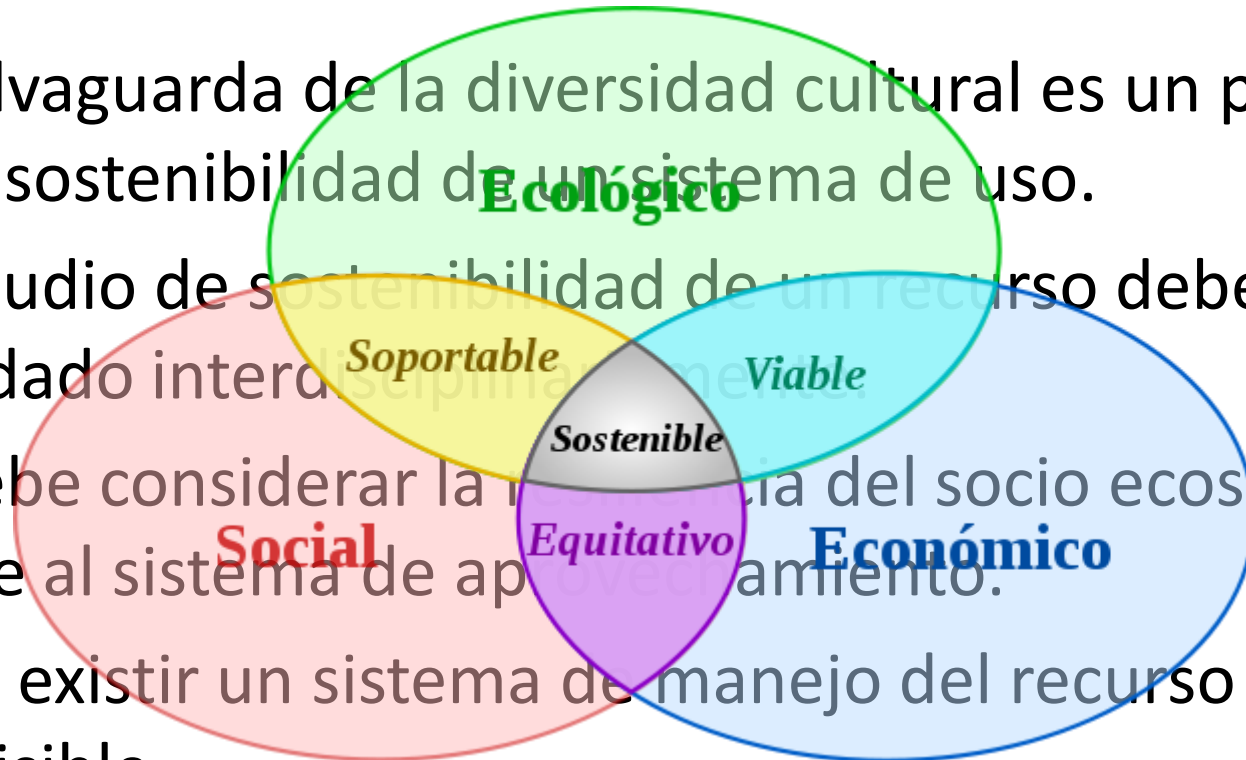 lvaguarda de la diversidad cultural es un p
sostenibilidad de un sistema de uso.
Ecológico
udio de sostenibilidad de un recurso debe
Soportable
Viable
dado interdisciplinariamente.
Sostenible
ebe considerar la resiliencia del socio ecos
Equitativo
Social
Económico
e al sistema de aprovechamiento.
existir un sistema de manejo del recurso